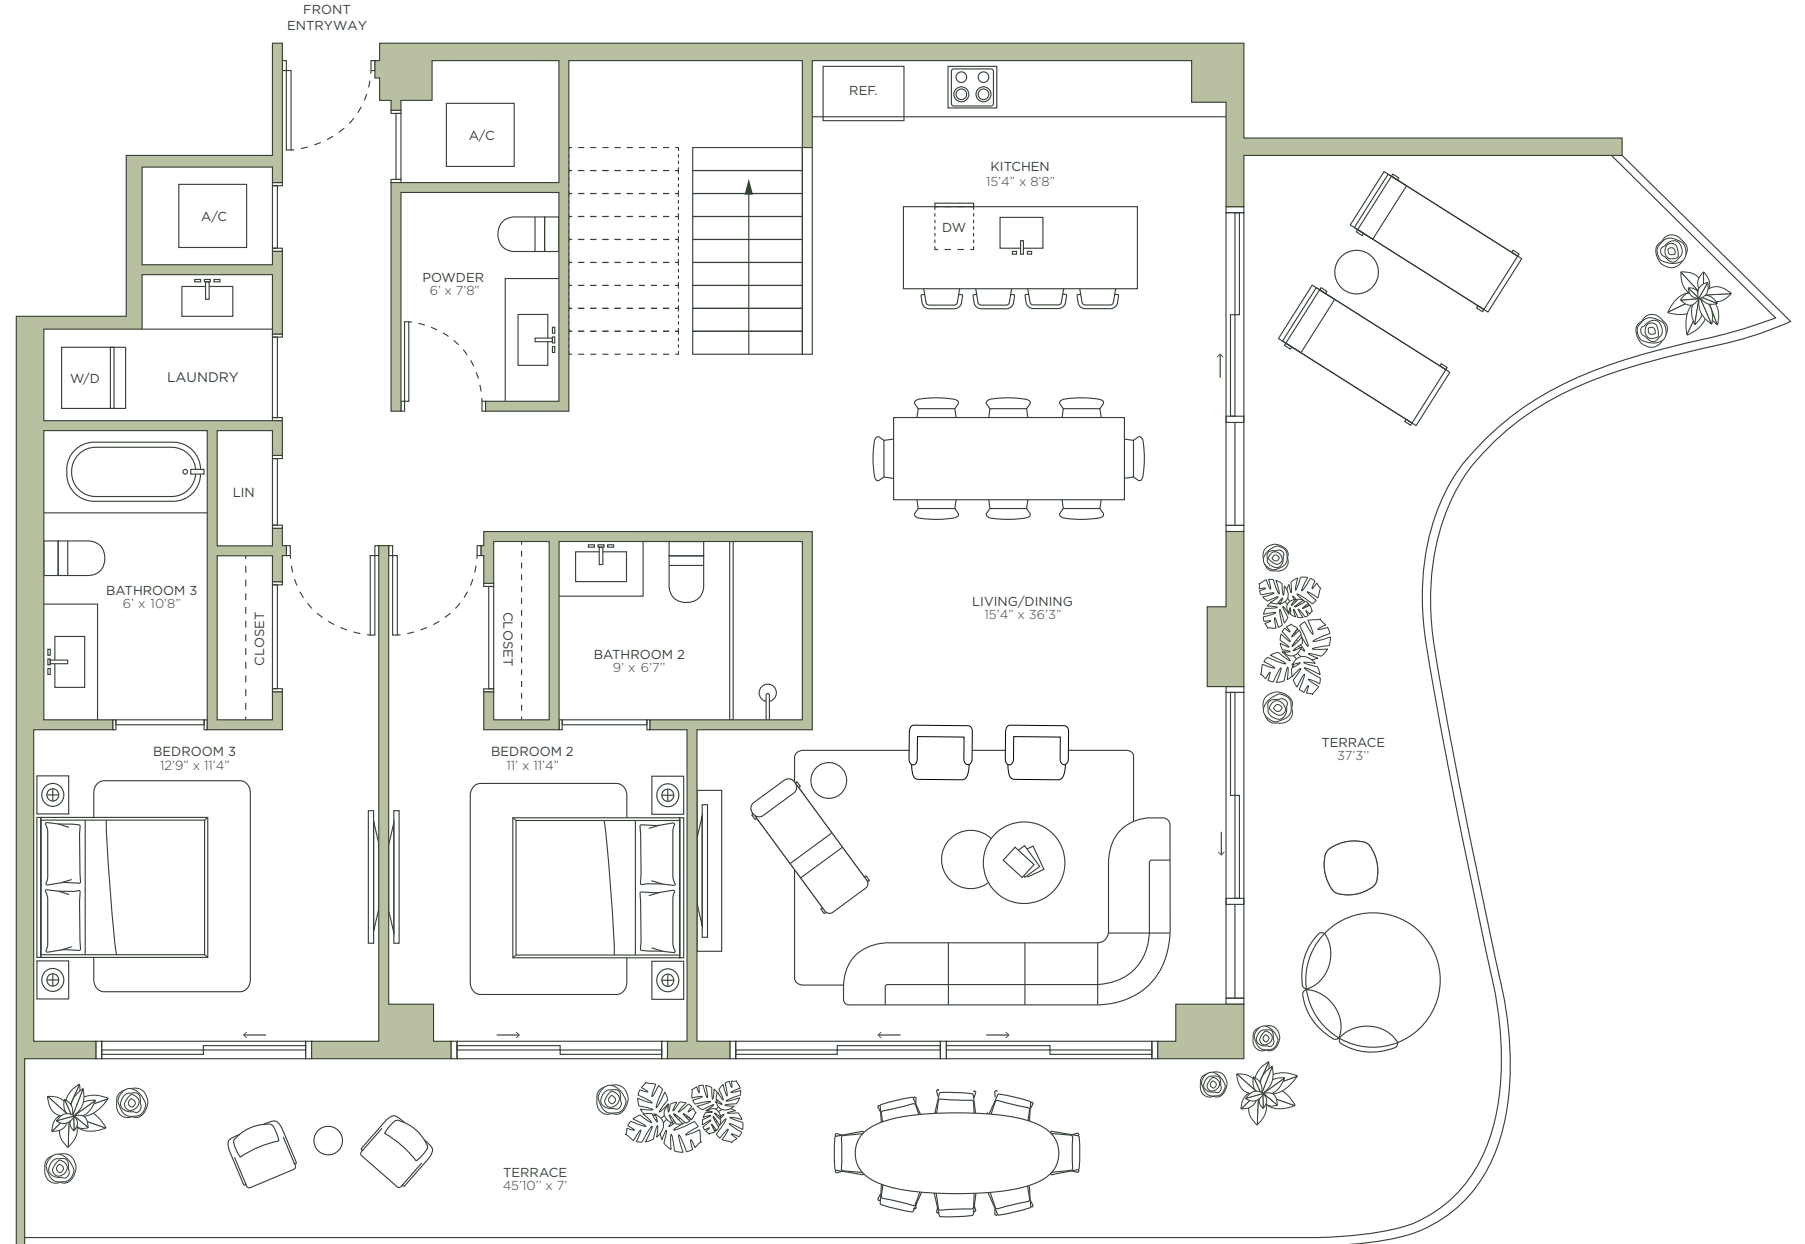 FRONT
ENTRYWAY
REF.
A/C
KITCHEN
15'4" x 8'8"
A/C
DW
POWDER
6' x 7'8"
W/D
LAUNDRY
LIN
BATHROOM 3
6' x 10'8"
CLOSET
CLOSET
BATHROOM 2
9' x 6'7"
LIVING/DINING
15'4" x 36'3"
BEDROOM 3
12'9" x 11'4"
BEDROOM 2
11' x 11'4"
TERRACE
37'3''
TERRACE
45'10'' x 7'